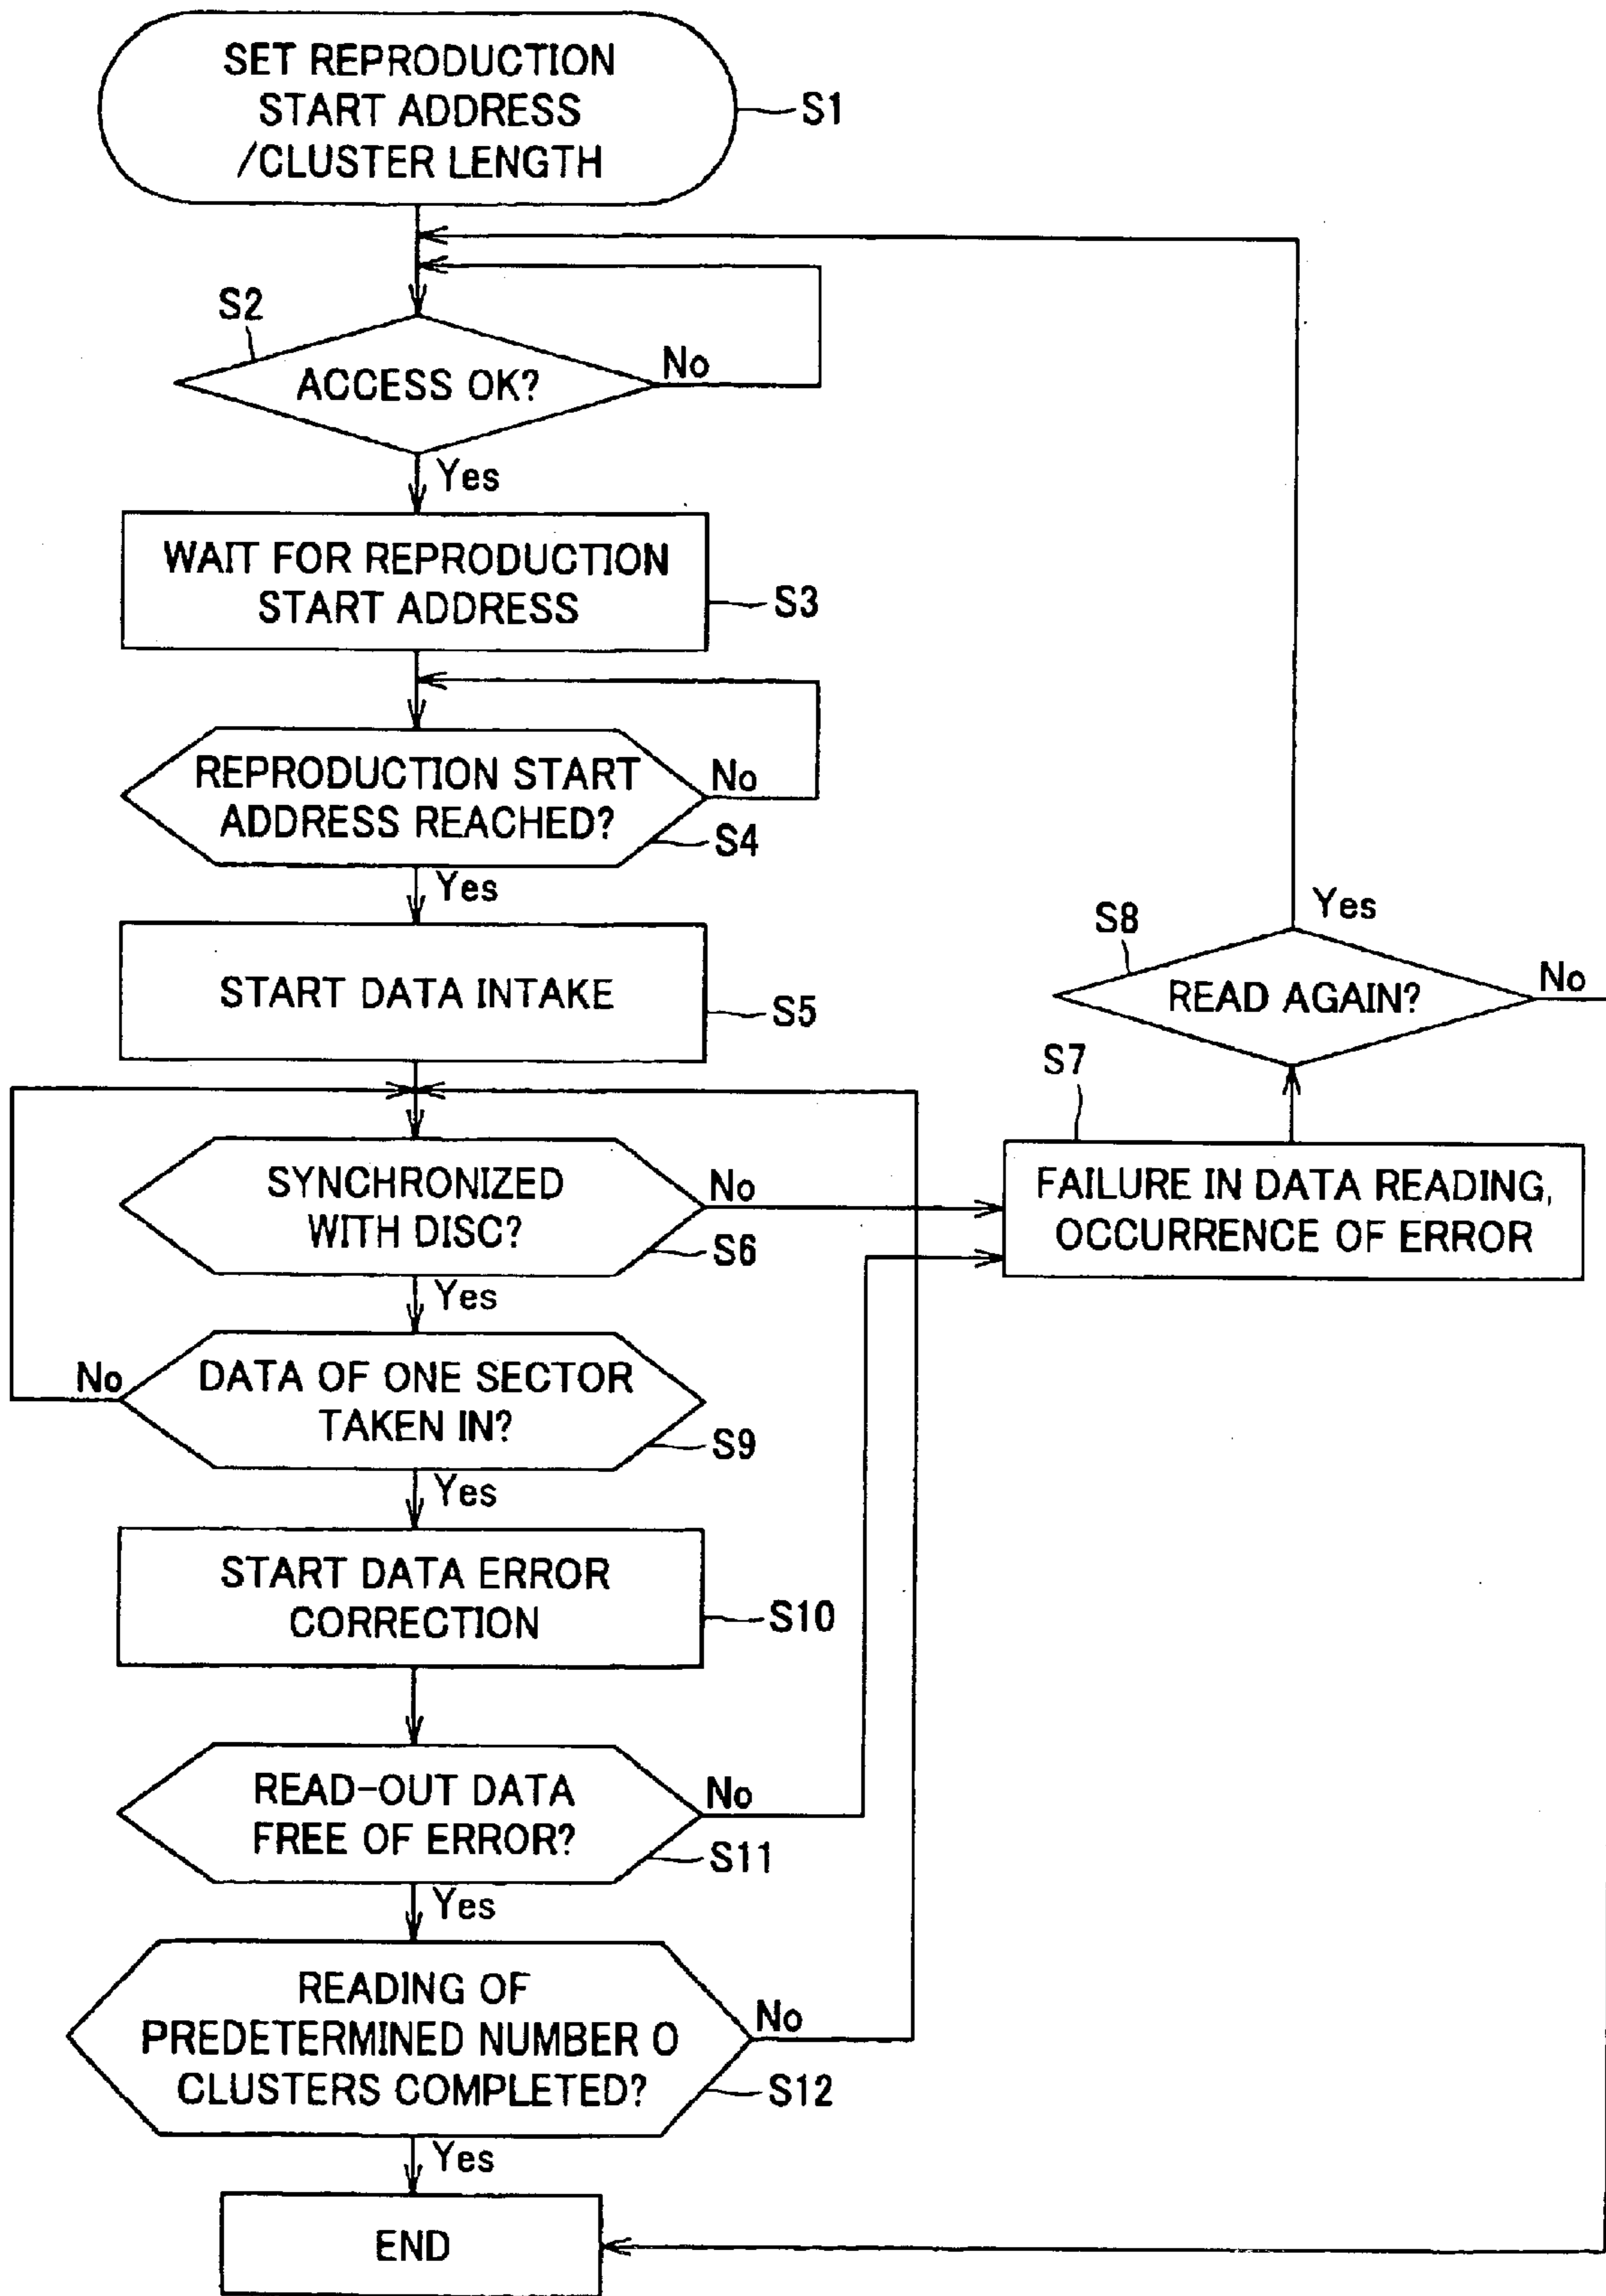 SET REPRODUCTION
START ADDRESS
/CLUSTER LENGTH
S1
S2
ACCESS OK?
No
Yes
WAIT FOR REPRODUCTION
START ADDRESS
S3
REPRODUCTION START
ADDRESS REACHED?
No
S4
Yes
START DATA INTAKE
S5
SYNCHRONIZED
WITH DISC?
No
S6
Yes
S8
Yes
READ AGAIN?
No
S7
FAILURE IN DATA READING,
OCCURRENCE OF ERROR
No
DATA OF ONE SECTOR
TAKEN IN?
S9
Yes
START DATA ERROR
CORRECTION
S10
READ-OUT DATA
FREE OF ERROR?
No
S11
Yes
READING OF
PREDETERMINED NUMBER O
CLUSTERS COMPLETED?
No
S12
Yes
END